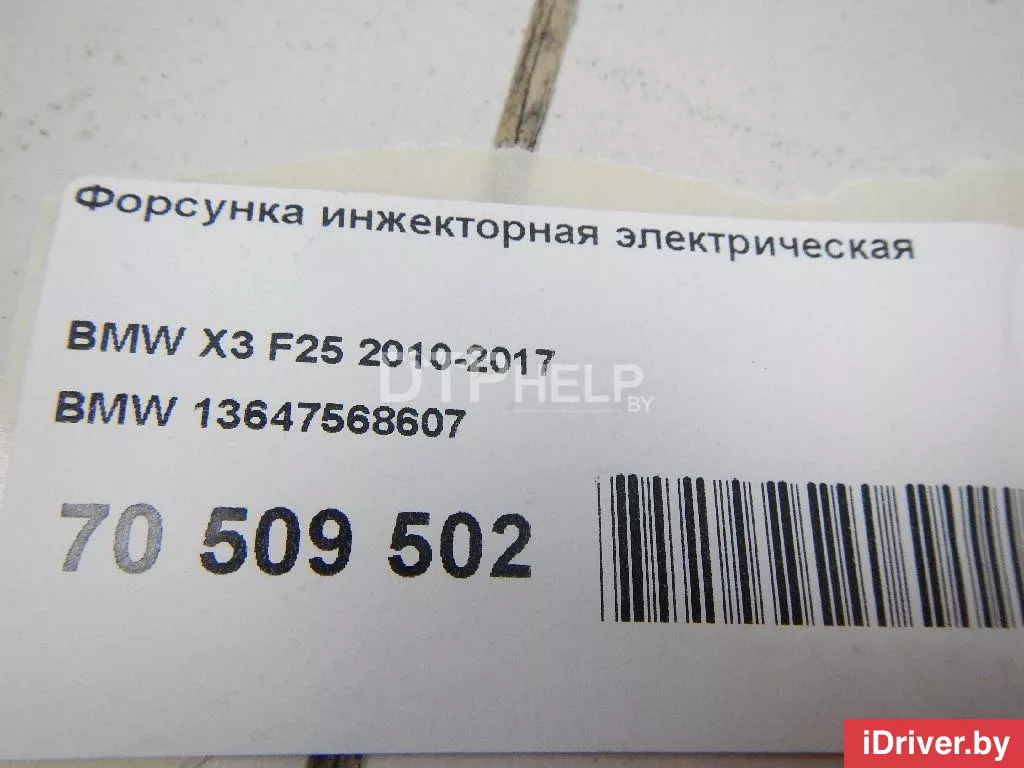 Форсунка инжекторная электрическая
BMW X3 F25 2010-2017
DTPHELP.BY
BMW 13647568607
70 509 502
iDriver.by